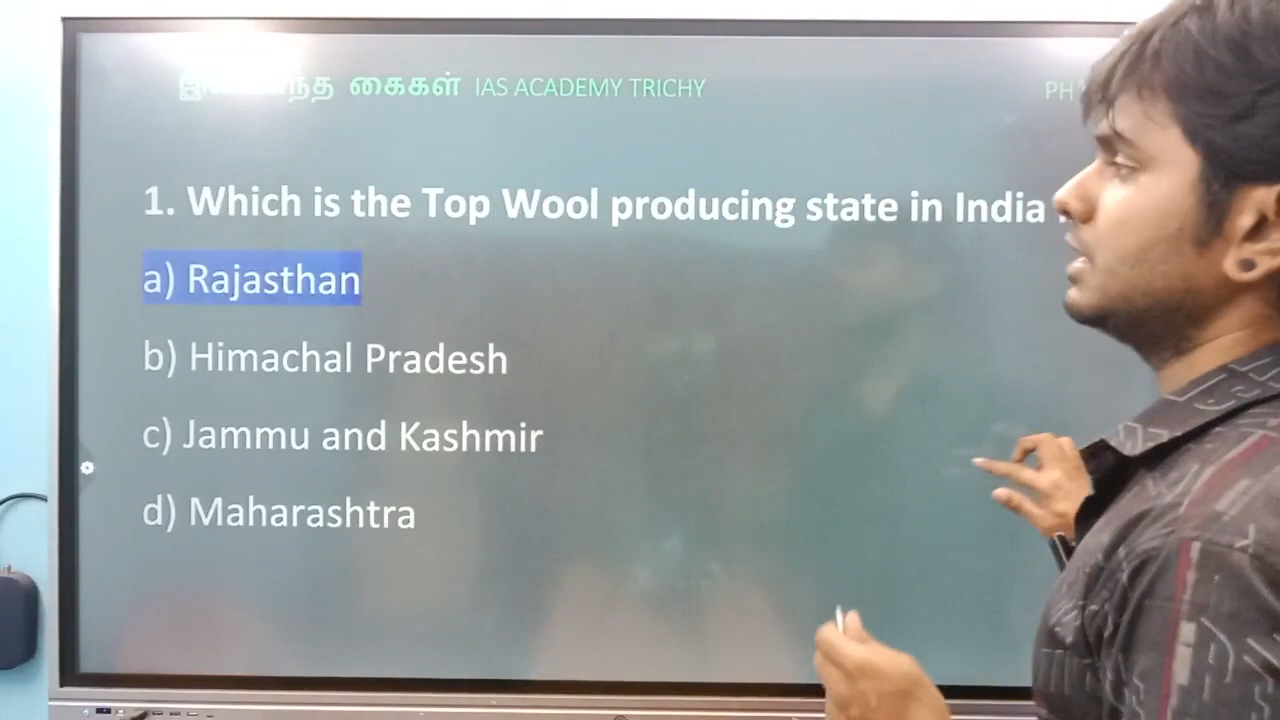 கைகள் IAS ACADEMY TRICHY
1. Which is the Top Wool producing state in India
a) Rajasthan
b) Himachal Pradesh
c) Jammu and Kashmir
d) Maharashtra